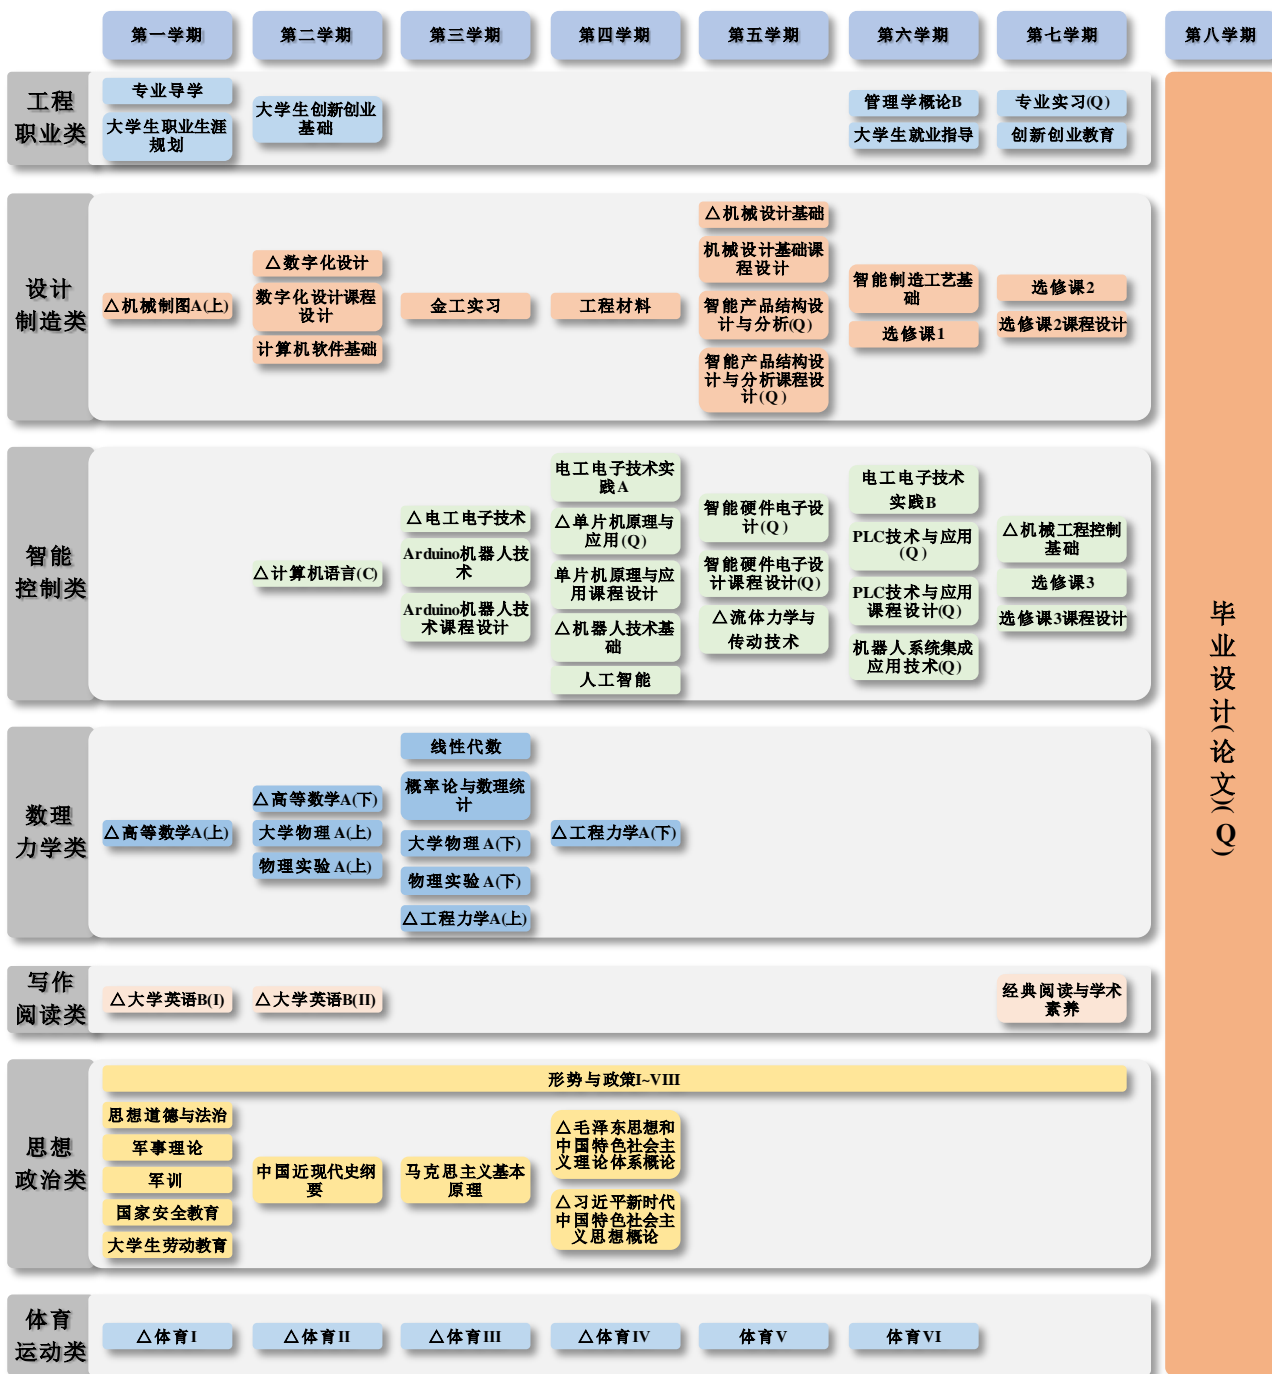 第一学期 第二学期 第三学期 第四学期 第五学期 第六学期 第七学期 第八学期
工程
职业类
专业导学
大学生职业生涯
规划
大学生创新创业
基础
管理学概论B
大学生就业指导
专业实习(Q)
创新创业教育
设计
制造类
△机械制图A(上)
△数字化设计
数字化设计课程
设计
计算机软件基础
金工实习
工程材料
△机械设计基础
机械设计基础课
程设计
智能产品结构设
计与分析(Q)
智能产品结构设
计与分析课程设
计(Q)
智能制造工艺基
础
选修课1
选修课2
选修课2课程设计
智能
控制类
△计算机语言(C)
△电工电子技术
Arduino机器人技
术
Arduino机器人技
术课程设计
电工电子技术实
践A
△单片机原理与
应用(Q)
单片机原理与应
用课程设计
△机器人技术基
础
人工智能
智能硬件电子设
计(Q)
智能硬件电子设
计课程设计(Q)
△流体力学与
传动技术
电工电子技术
实践B
PLC技术与应用
(Q)
PLC技术与应用
课程设计(Q)
机器人系统集成
应用技术(Q)
△机械工程控制
基础
选修课3
选修课3课程设计
数理
力学类
△高等数学A(上)
△高等数学A(下)
大学物理A(上)
物理实验A(上)
线性代数
概率论与数理统
计
大学物理A(下)
物理实验A(下)
△工程力学A(上)
△工程力学A(下)
写作
阅读类
△大学英语B(I)
△大学英语B(II)
经典阅读与学术
素养
思想
政治类
形势与政策I~VIII
思想道德与法治
军事理论
军训
国家安全教育
大学生劳动教育
中国近现代史纲
要
马克思主义基本
原理
△毛泽东思想和
中国特色社会主
义理论体系概论
△习近平新时代
中国特色社会主
义思想概论
体育
运动类
△体育I
△体育II
△体育III
△体育IV
体育V
体育VI
毕业设计(论文)(Q)